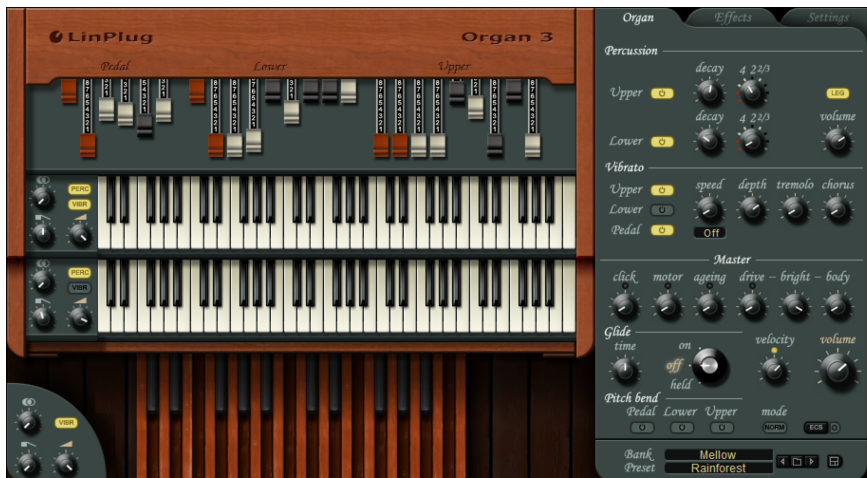 LinPlug
Organ 3
Pedal
Lower
Upper
PERC
VIBR
PERC
VIBR
VIBR
Organ
Effects
Settings
Percussion
decay
4 2 2/3
Upper
LEG
decay
4 2 2/3
volume
Lower
Vibrato
Upper
speed
depth
tremolo
chorus
Lower
Pedal
Off
Master
click
motor
ageing
drive – bright – body
Glide
time
on
off
held
velocity
volume
Pitch bend
Pedal
Lower
Upper
mode
NORM
ECS
Bank
Mellow
Preset
Rainforest